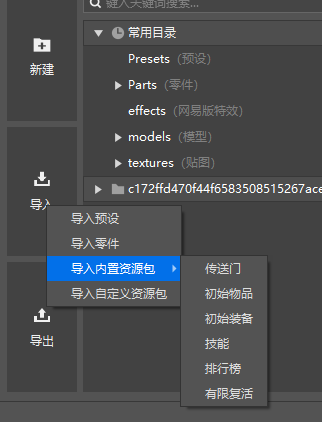 键入关键词搜索...
新建
导入
导出
常用目录
Presets (预设)
Parts (零件)
effects (网易版特效)
models (模型)
textures (贴图)
c172ffd470f44f6583508515267ace
导入预设
导入零件
导入内置资源包
导入自定义资源包
传送门
初始物品
初始装备
技能
排行榜
有限复活